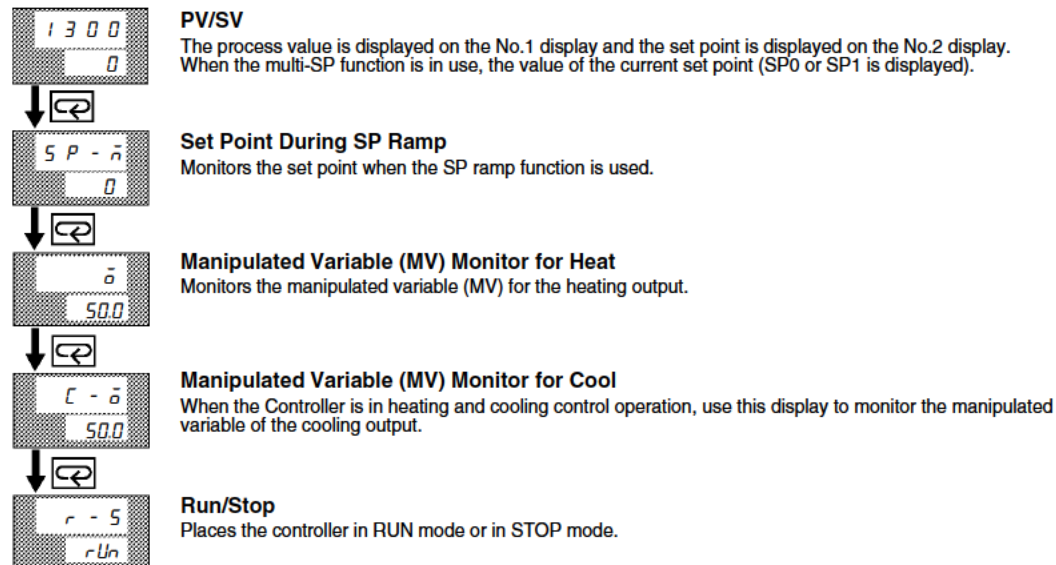 1300
0
PV/SV
The process value is displayed on the No.1 display and the set point is displayed on the No.2 display.
When the multi-SP function is in use, the value of the current set point (SP0 or SP1 is displayed).
SP-m̄
0
Set Point During SP Ramp
Monitors the set point when the SP ramp function is used.
ō
50.0
Manipulated Variable (MV) Monitor for Heat
Monitors the manipulated variable (MV) for the heating output.
C-ō
50.0
Manipulated Variable (MV) Monitor for Cool
When the Controller is in heating and cooling control operation, use this display to monitor the manipulated
variable of the cooling output.
r-S
rUn
Run/Stop
Places the controller in RUN mode or in STOP mode.